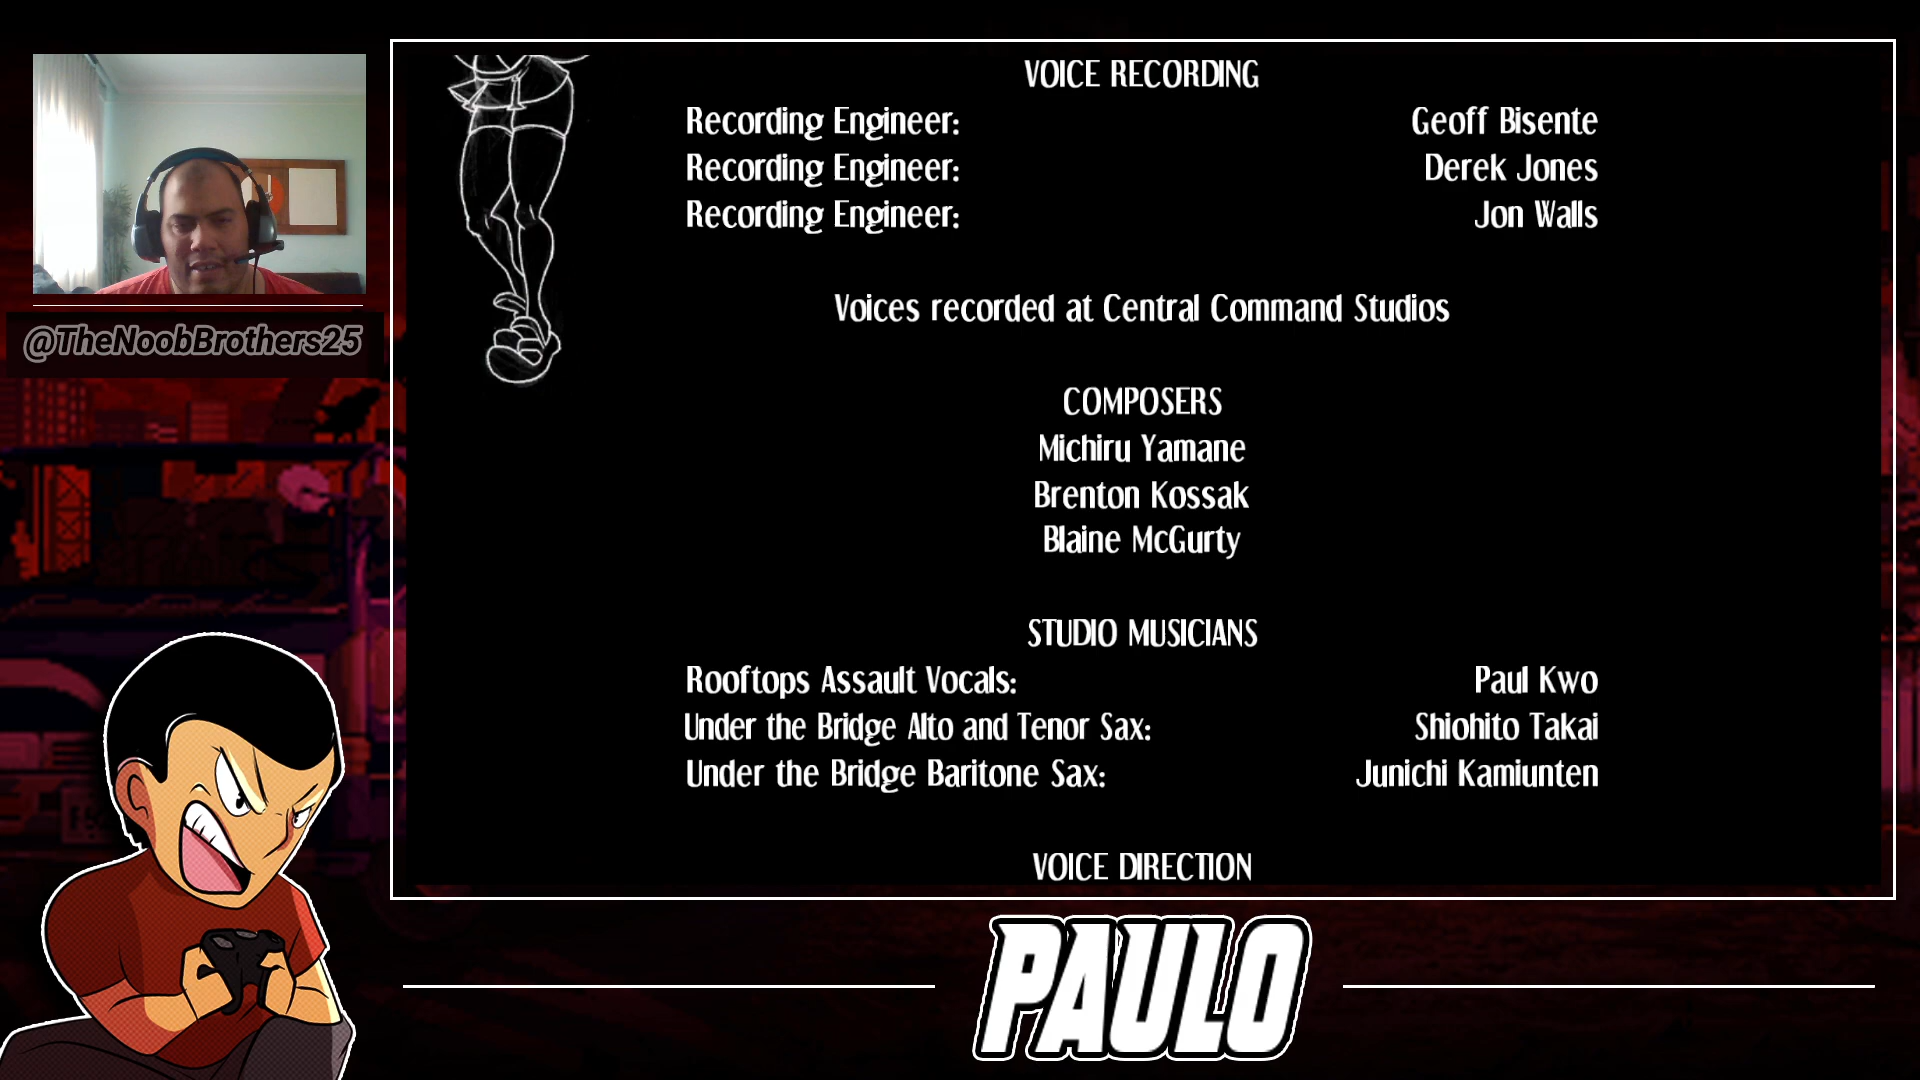 VOICE RECORDING
Recording Engineer: Geoff Bisente
Recording Engineer: Derek Jones
Recording Engineer: Jon Walls
Voices recorded at Central Command Studios
COMPOSERS
Michiru Yamane
Brenton Kossak
Blaine McGurty
STUDIO MUSICIANS
Rooftops Assault Vocals: Paul Kwo
Under the Bridge Alto and Tenor Sax: Shiohito Takai
Under the Bridge Baritone Sax: Junichi Kamiunten
VOICE DIRECTION
@TheNoobBrothers25
PAULO